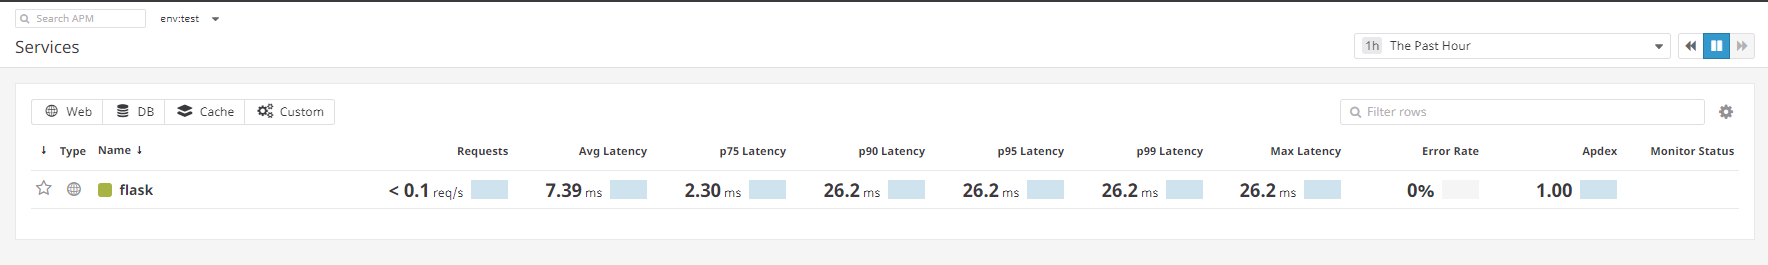 Search APM env:test
Services
1h The Past Hour
Web DB Cache Custom
Filter rows
Type Name Requests Avg Latency p75 Latency p90 Latency p95 Latency p99 Latency Max Latency Error Rate Apdex Monitor Status
flask < 0.1 req/s 7.39 ms 2.30 ms 26.2 ms 26.2 ms 26.2 ms 26.2 ms 0% 1.00